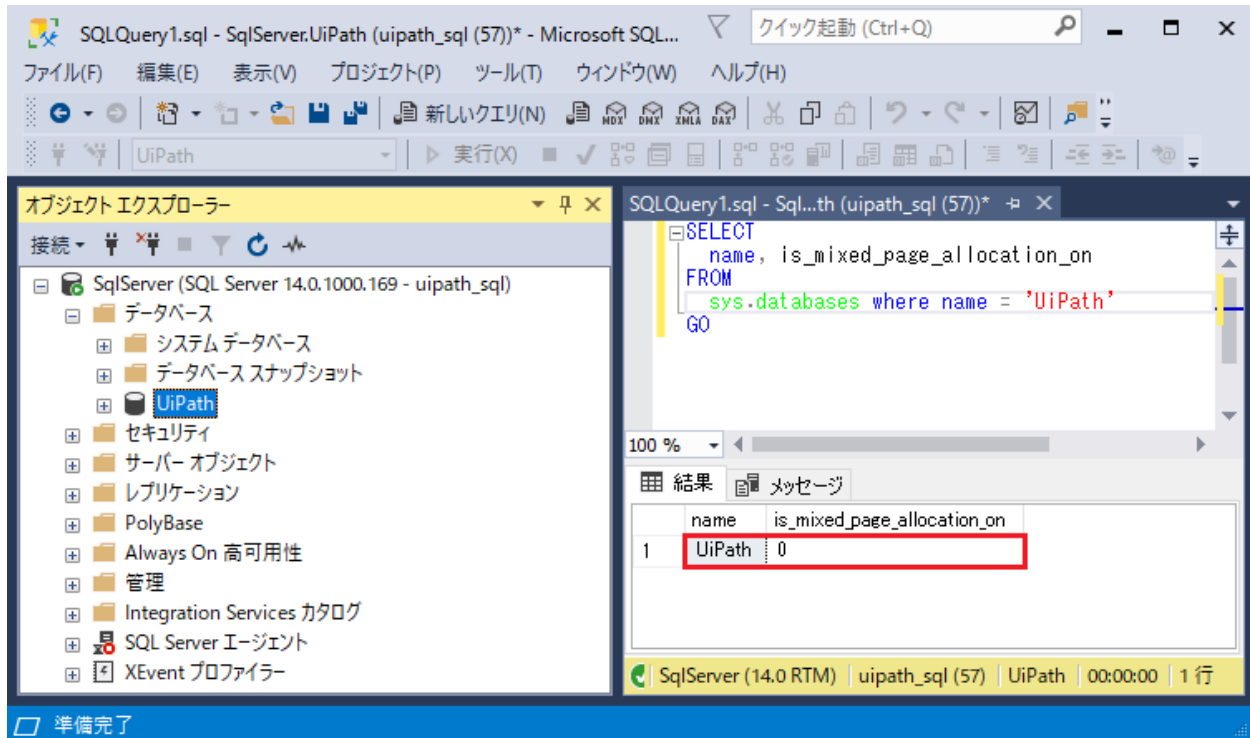 SQLQuery1.sql - SqlServer.UiPath (uipath_sql (57))* - Microsoft SQL...
クイック起動 (Ctrl+Q)
ファイル(F) 編集(E) 表示(V) プロジェクト(P) ツール(T) ウィンドウ(W) ヘルプ(H)
新しいクエリ(N) MDX DMX XMLA DAX
UiPath 実行(X)
オブジェクト エクスプローラー
接続
SqlServer (SQL Server 14.0.1000.169 - uipath_sql)
データベース
システム データベース
データベース スナップショット
UiPath
セキュリティ
サーバー オブジェクト
レプリケーション
PolyBase
Always On 高可用性
管理
Integration Services カタログ
SQL Server エージェント
XEvent プロファイラー
SQLQuery1.sql - Sql...th (uipath_sql (57))*
SELECT
name, is_mixed_page_allocation_on
FROM
sys.databases where name = 'UiPath'
GO
100 %
結果 メッセージ
name is_mixed_page_allocation_on
1 UiPath 0
SqlServer (14.0 RTM) uipath_sql (57) UiPath 00:00:00 1 行
準備完了